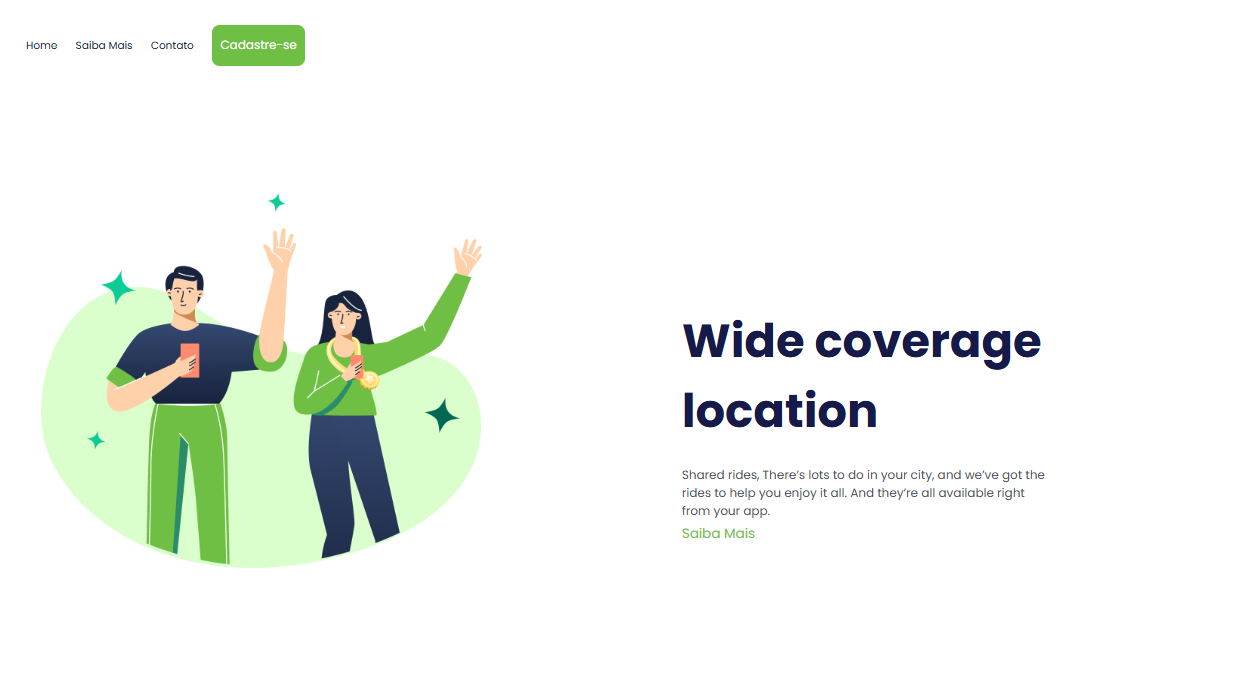 Home Saiba Mais Contato Cadastre-se
Wide coverage
location
Shared rides, There’s lots to do in your city, and we’ve got the
rides to help you enjoy it all. And they’re all available right
from your app.
Saiba Mais